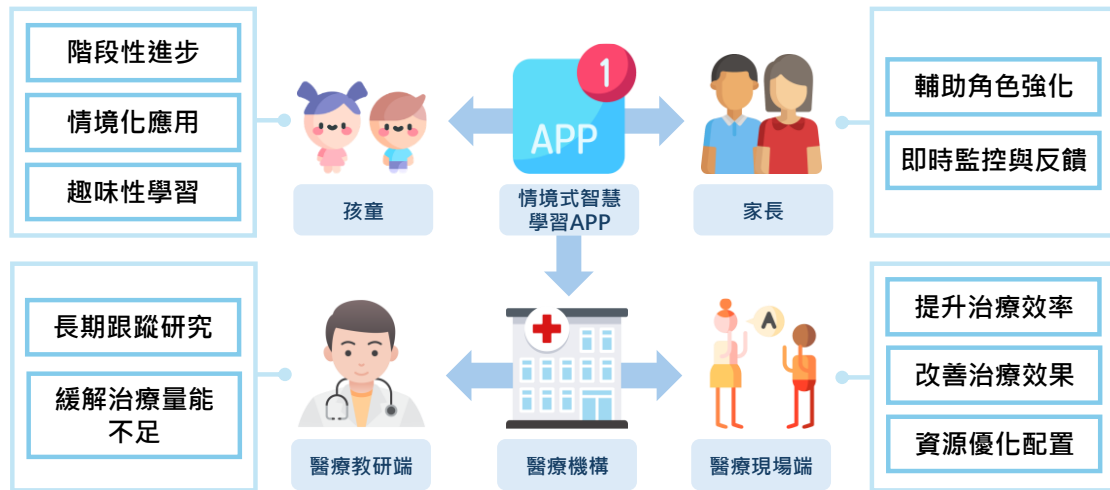 階段性進步
情境化應用
趣味性學習
1
APP
輔助角色強化
即時監控與反饋
孩童
情境式智慧
學習APP
家長
長期跟蹤研究
緩解治療量能
不足
A
提升治療效率
改善治療效果
資源優化配置
醫療教研端
醫療機構
醫療現場端